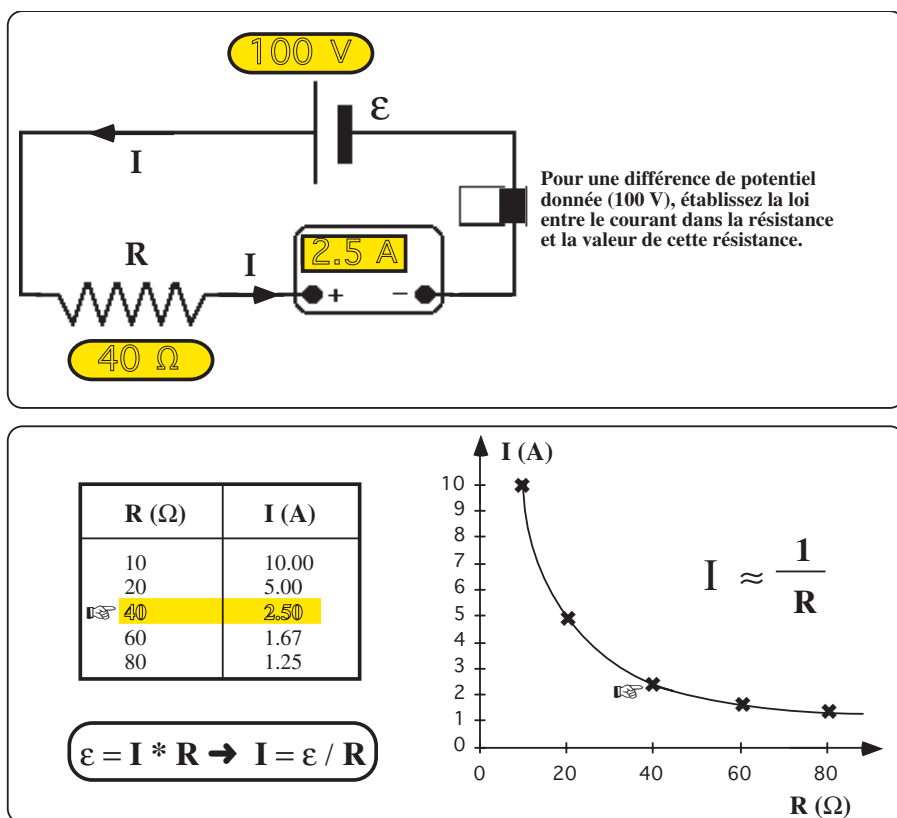 100 V
ε
I
Pour une différence de potentiel
donnée (100 V), établissez la loi
entre le courant dans la résistance
et la valeur de cette résistance.
R
I
2.5 A
+ −
40 Ω
R (Ω) I (A)
10 10.00
20 5.00
40 2.50
60 1.67
80 1.25
ε = I * R ➔ I = ε / R
I (A)
10
9
8
7
6
5
4
3
2
1
0
I ≈ 1
R
0 20 40 60 80
R (Ω)